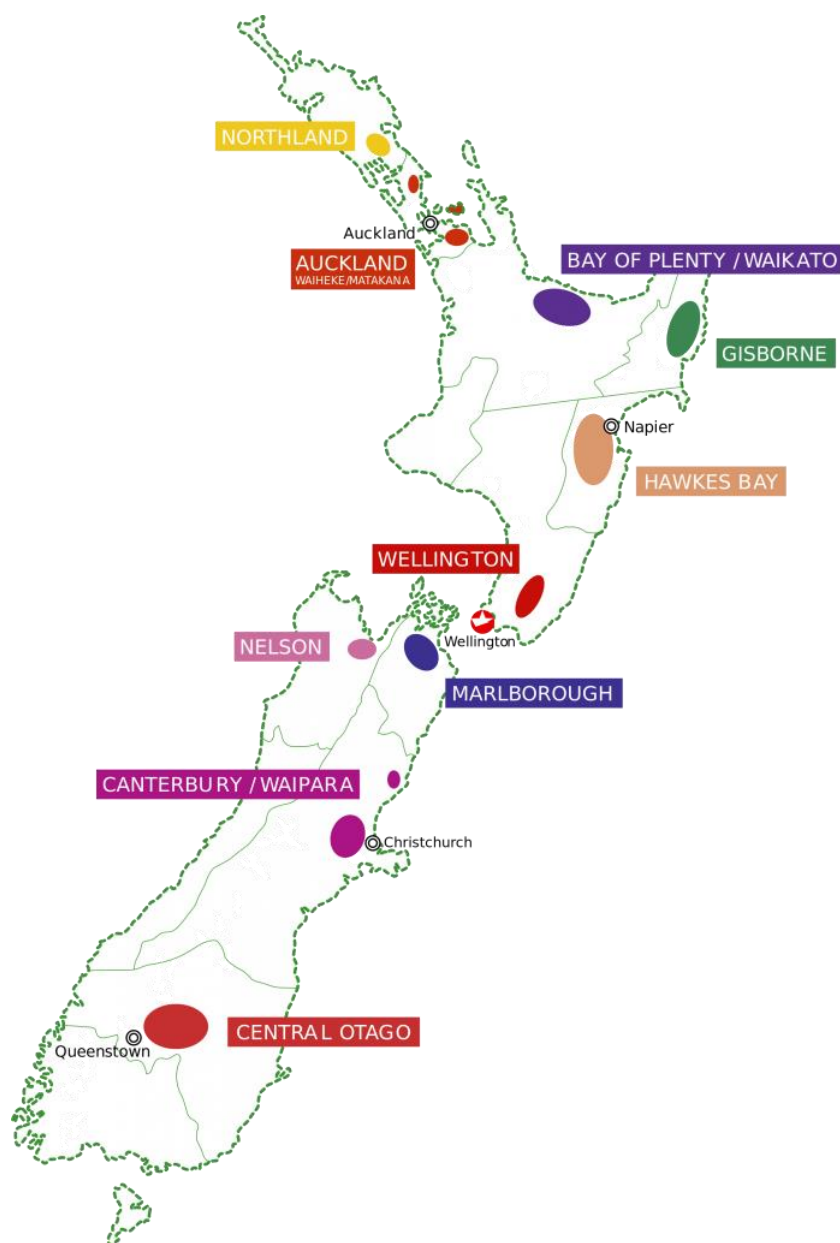 NORTHLAND
Auckland
AUCKLAND
WAIHEKE/MATAKANA
BAY OF PLENTY / WAIKATO
GISBORNE
Napier
HAWKES BAY
WELLINGTON
Wellington
NELSON
MARLBOROUGH
CANTERBURY / WAIPARA
Christchurch
CENTRAL OTAGO
Queenstown